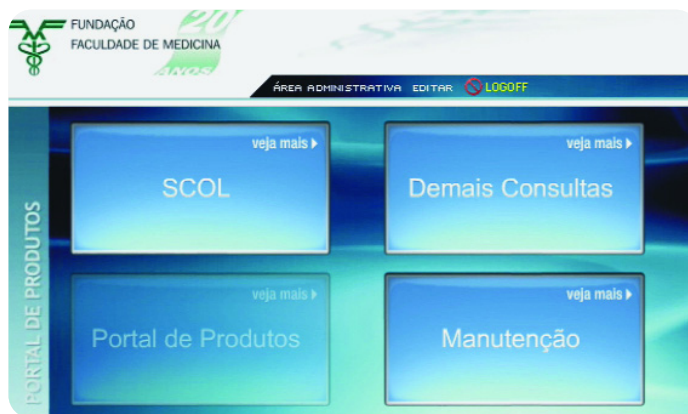 FUNDAÇÃO
FACULDADE DE MEDICINA
20
ANOS
ÁREA ADMINISTRATIVA EDITAR LOGOFF
PORTAL DE PRODUTOS
veja mais
SCOL
veja mais
Demais Consultas
veja mais
Portal de Produtos
veja mais
Manutenção